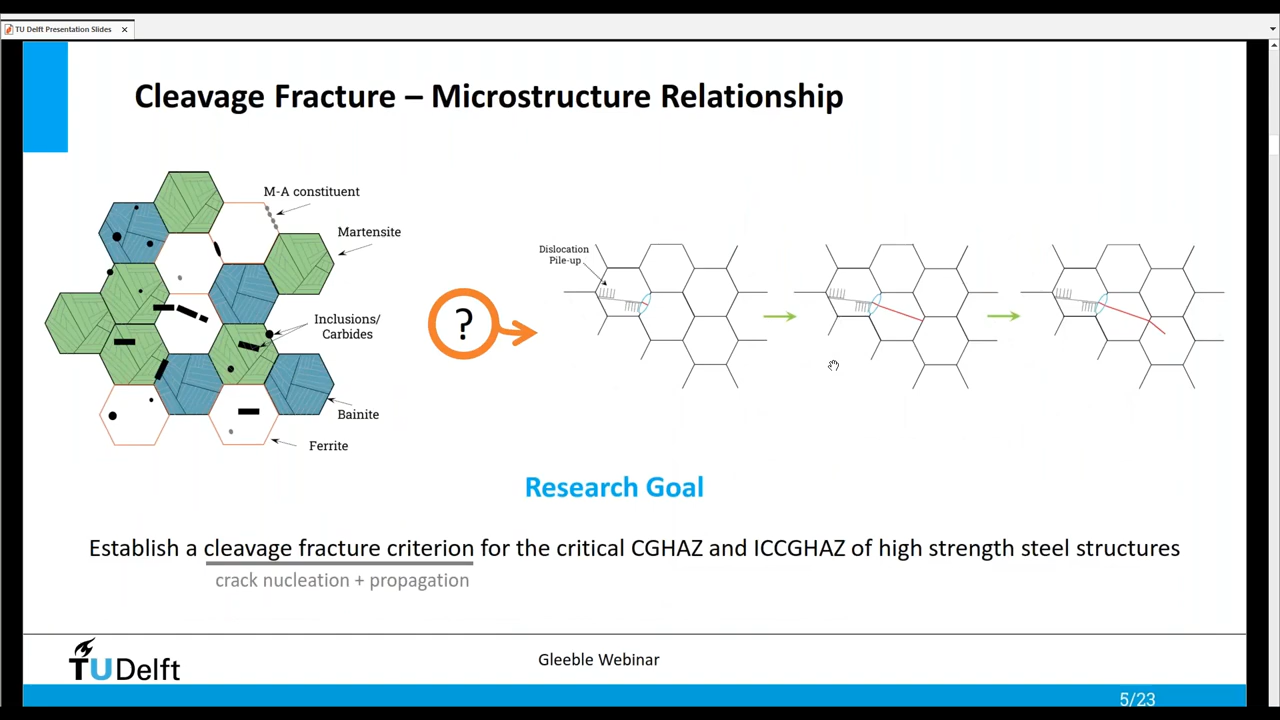 TU Delft Presentation Slides
Cleavage Fracture – Microstructure Relationship
M-A constituent
Martensite
Inclusions/
Carbides
Bainite
Ferrite
?
Dislocation
Pile-up
Research Goal
Establish a cleavage fracture criterion for the critical CGHAZ and ICCGHAZ of high strength steel structures
crack nucleation + propagation
TUDelft
Gleeble Webinar
5/23